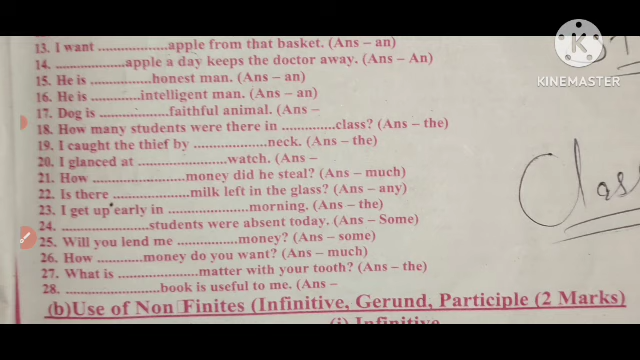 13. I want ..................apple from that basket. (Ans – an)
14. ..................apple a day keeps the doctor away. (Ans – An)
15. He is ................honest man. (Ans – an)
16. He is ................intelligent man. (Ans – an)
17. Dog is ..................faithful animal. (Ans –
18. How many students were there in ..............class? (Ans – the)
19. I caught the thief by ...................neck. (Ans – the)
20. I glanced at .......................watch. (Ans –
21. How .......................money did he steal? (Ans – much)
22. Is there ....................milk left in the glass? (Ans – any)
23. I get up early in .....................morning. (Ans – the)
24. ............................students were absent today. (Ans – Some)
25. Will you lend me ................money? (Ans – some)
26. How ..............money do you want? (Ans – much)
27. What is .....................matter with your tooth? (Ans – the)
28. ................................book is useful to me. (Ans –
(b)Use of Non Finites (Infinitive, Gerund, Participle (2 Marks)
(i) Infinitive
Class
KINEMASTER